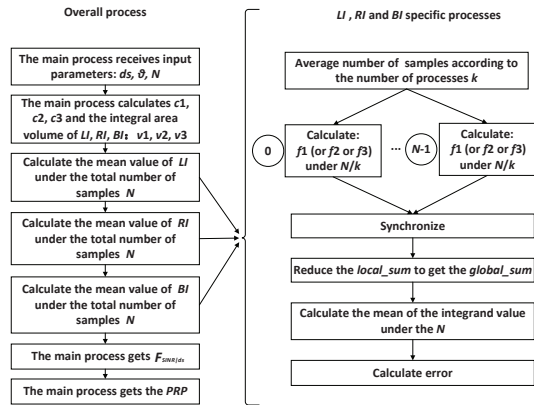 Overall process
The main process receives input
parameters: ds, ϑ, N
The main process calculates c1,
c2, c3 and the integral area
volume of LI, RI, BI: v1, v2, v3
Calculate the mean value of LI
under the total number of
samples N
Calculate the mean value of RI
under the total number of
samples N
Calculate the mean value of BI
under the total number of
samples N
The main process gets F_SINR|ds
The main process gets the PRP
LI , RI and BI specific processes
Average number of samples according to
the number of processes k
0
Calculate:
f1 (or f2 or f3)
under N/k
···
N-1
Calculate:
f1 (or f2 or f3)
under N/k
Synchronize
Reduce the local_sum to get the global_sum
Calculate the mean of the integrand value
under the N
Calculate error